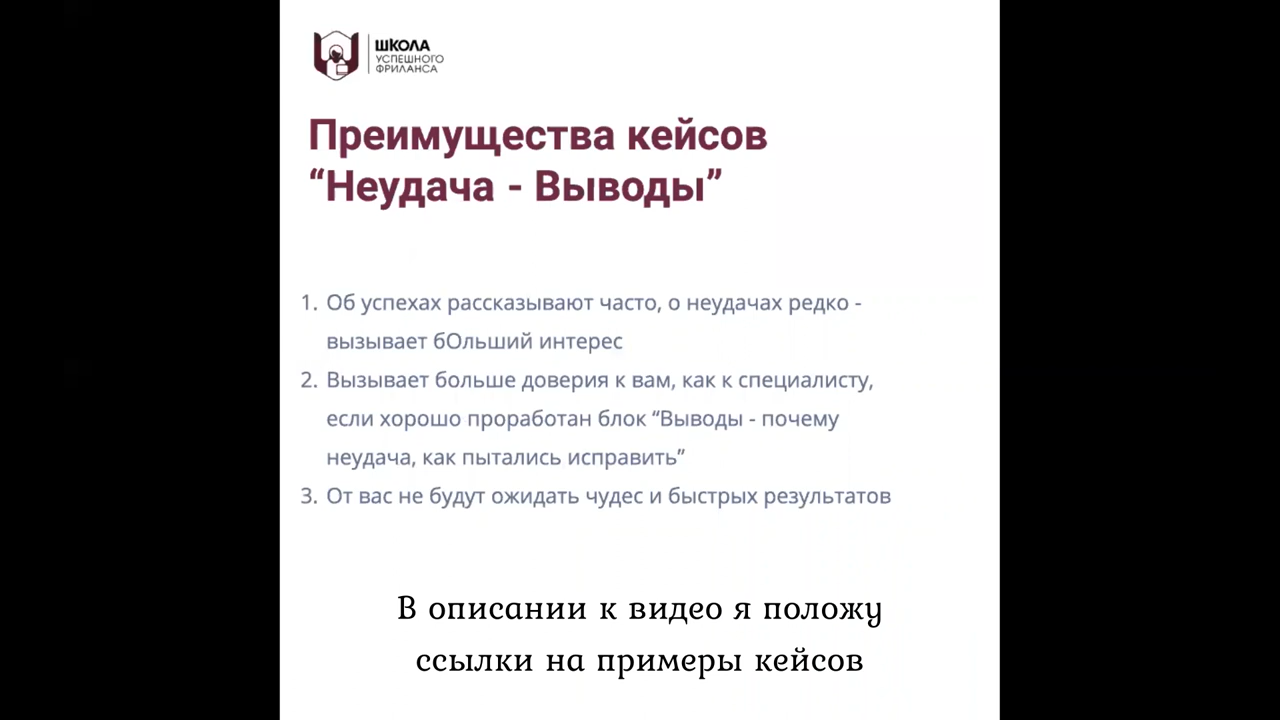 ШКОЛА
УСПЕШНОГО
ФРИЛАНСА
Преимущества кейсов
“Неудача - Выводы”
1. Об успехах рассказывают часто, о неудачах редко -
вызывает бОльший интерес
2. Вызывает больше доверия к вам, как к специалисту,
если хорошо проработан блок “Выводы - почему
неудача, как пытались исправить”
3. От вас не будут ожидать чудес и быстрых результатов
В описании к видео я положу
ссылки на примеры кейсов